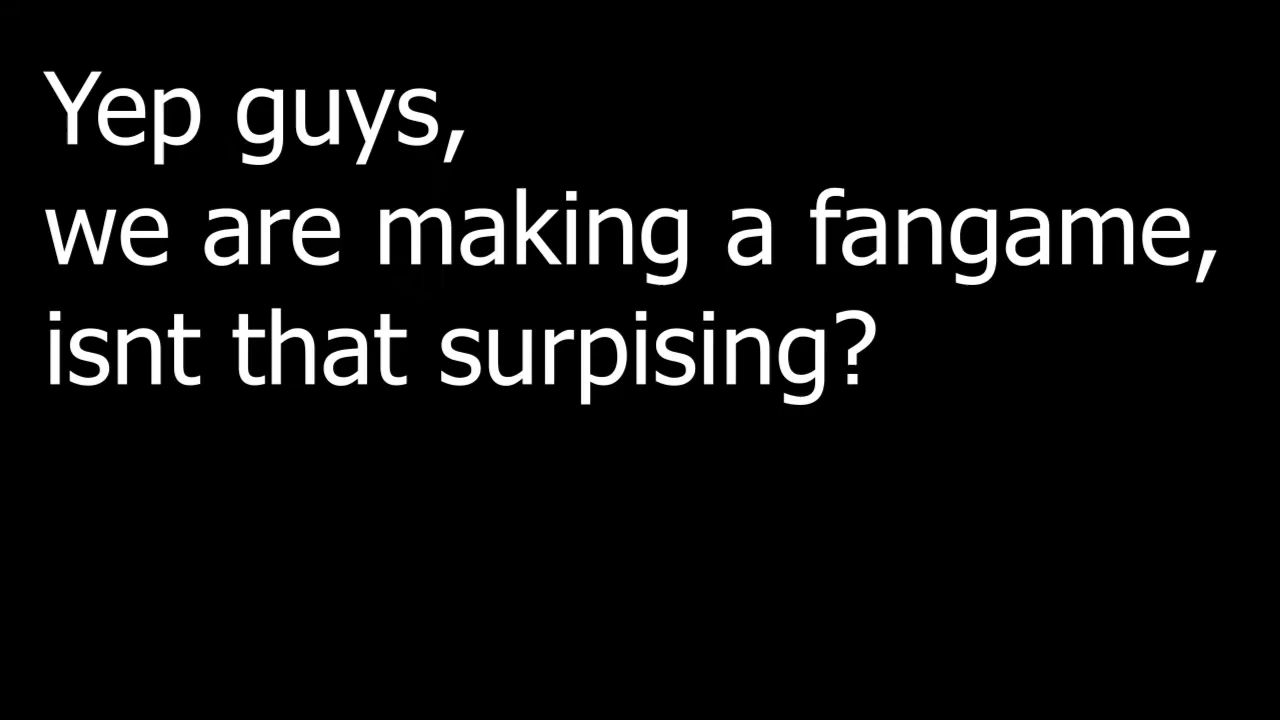 Yep guys,
we are making a fangame,
isnt that surpising?